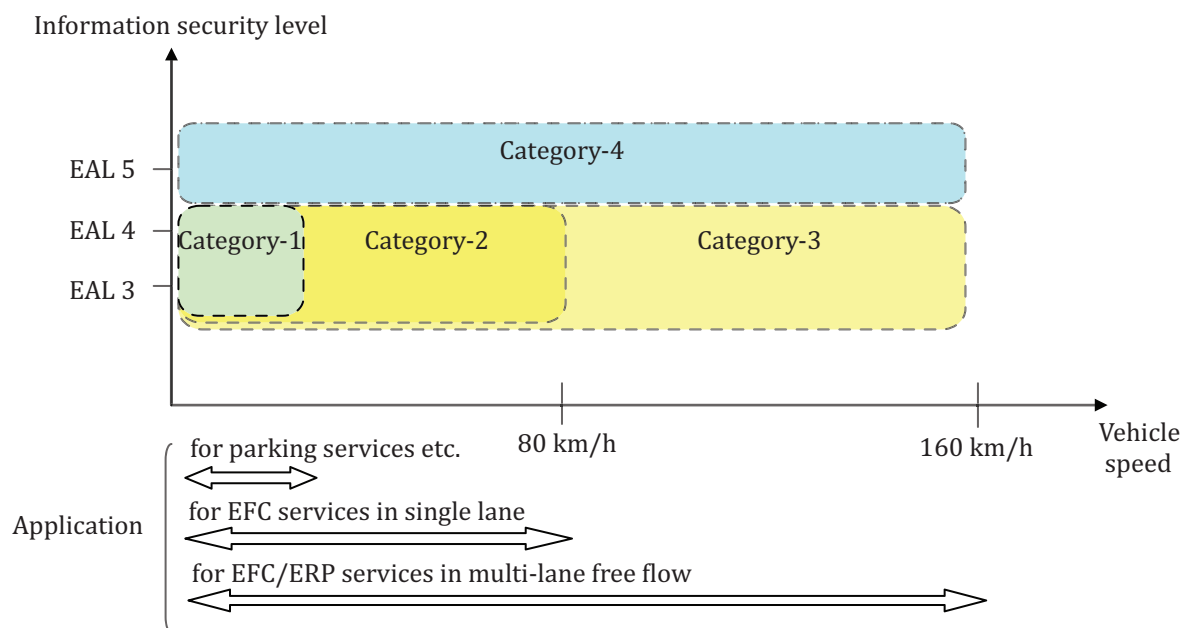 Information security level
Category-4
EAL 5
EAL 4
Category-1
Category-2
Category-3
EAL 3
80 km/h
160 km/h
Vehicle
speed
for parking services etc.
for EFC services in single lane
Application
for EFC/ERP services in multi-lane free flow